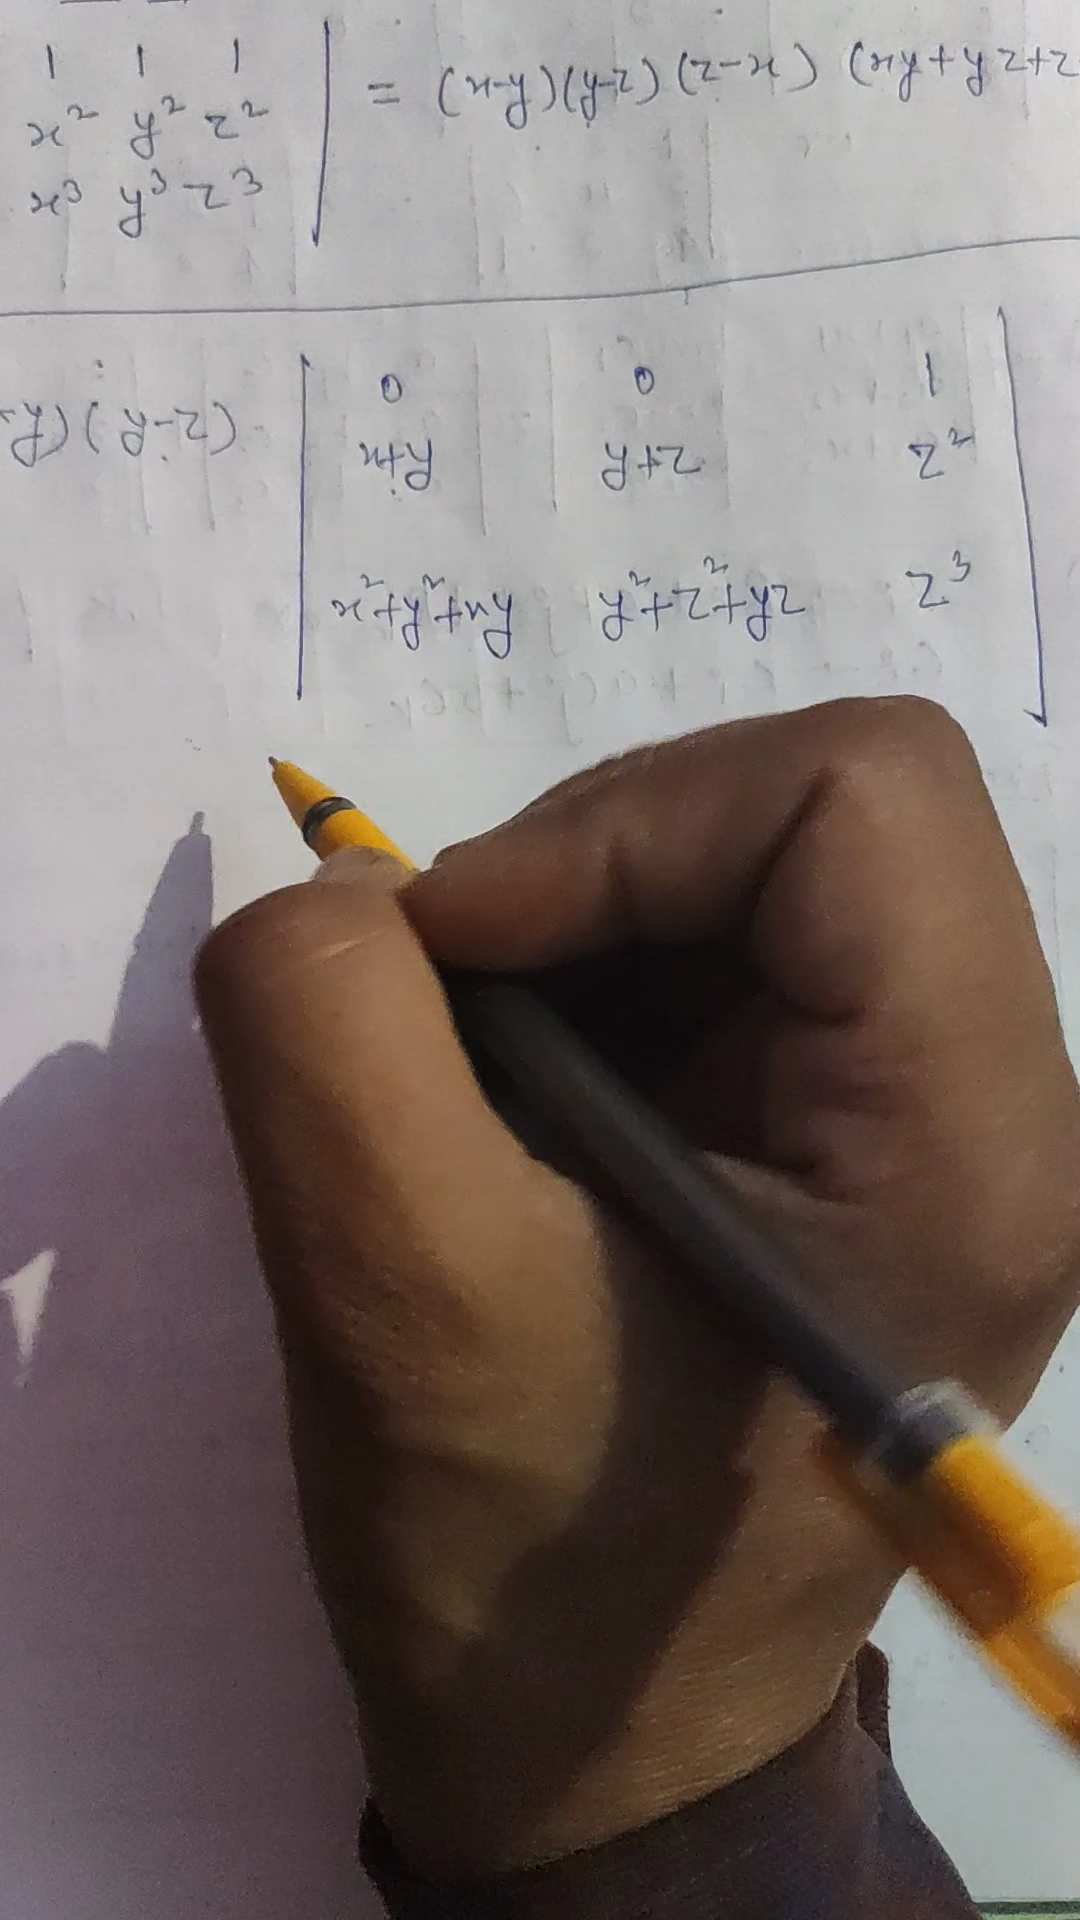 1 1 1
x² y² z² | = (x-y)(y-z)(z-x) (xy+yz+z
x³ y³ z³
0 0 1
y)(y-z) | x+y y+z z²
x²+y²+xy y²+z²+yz z³